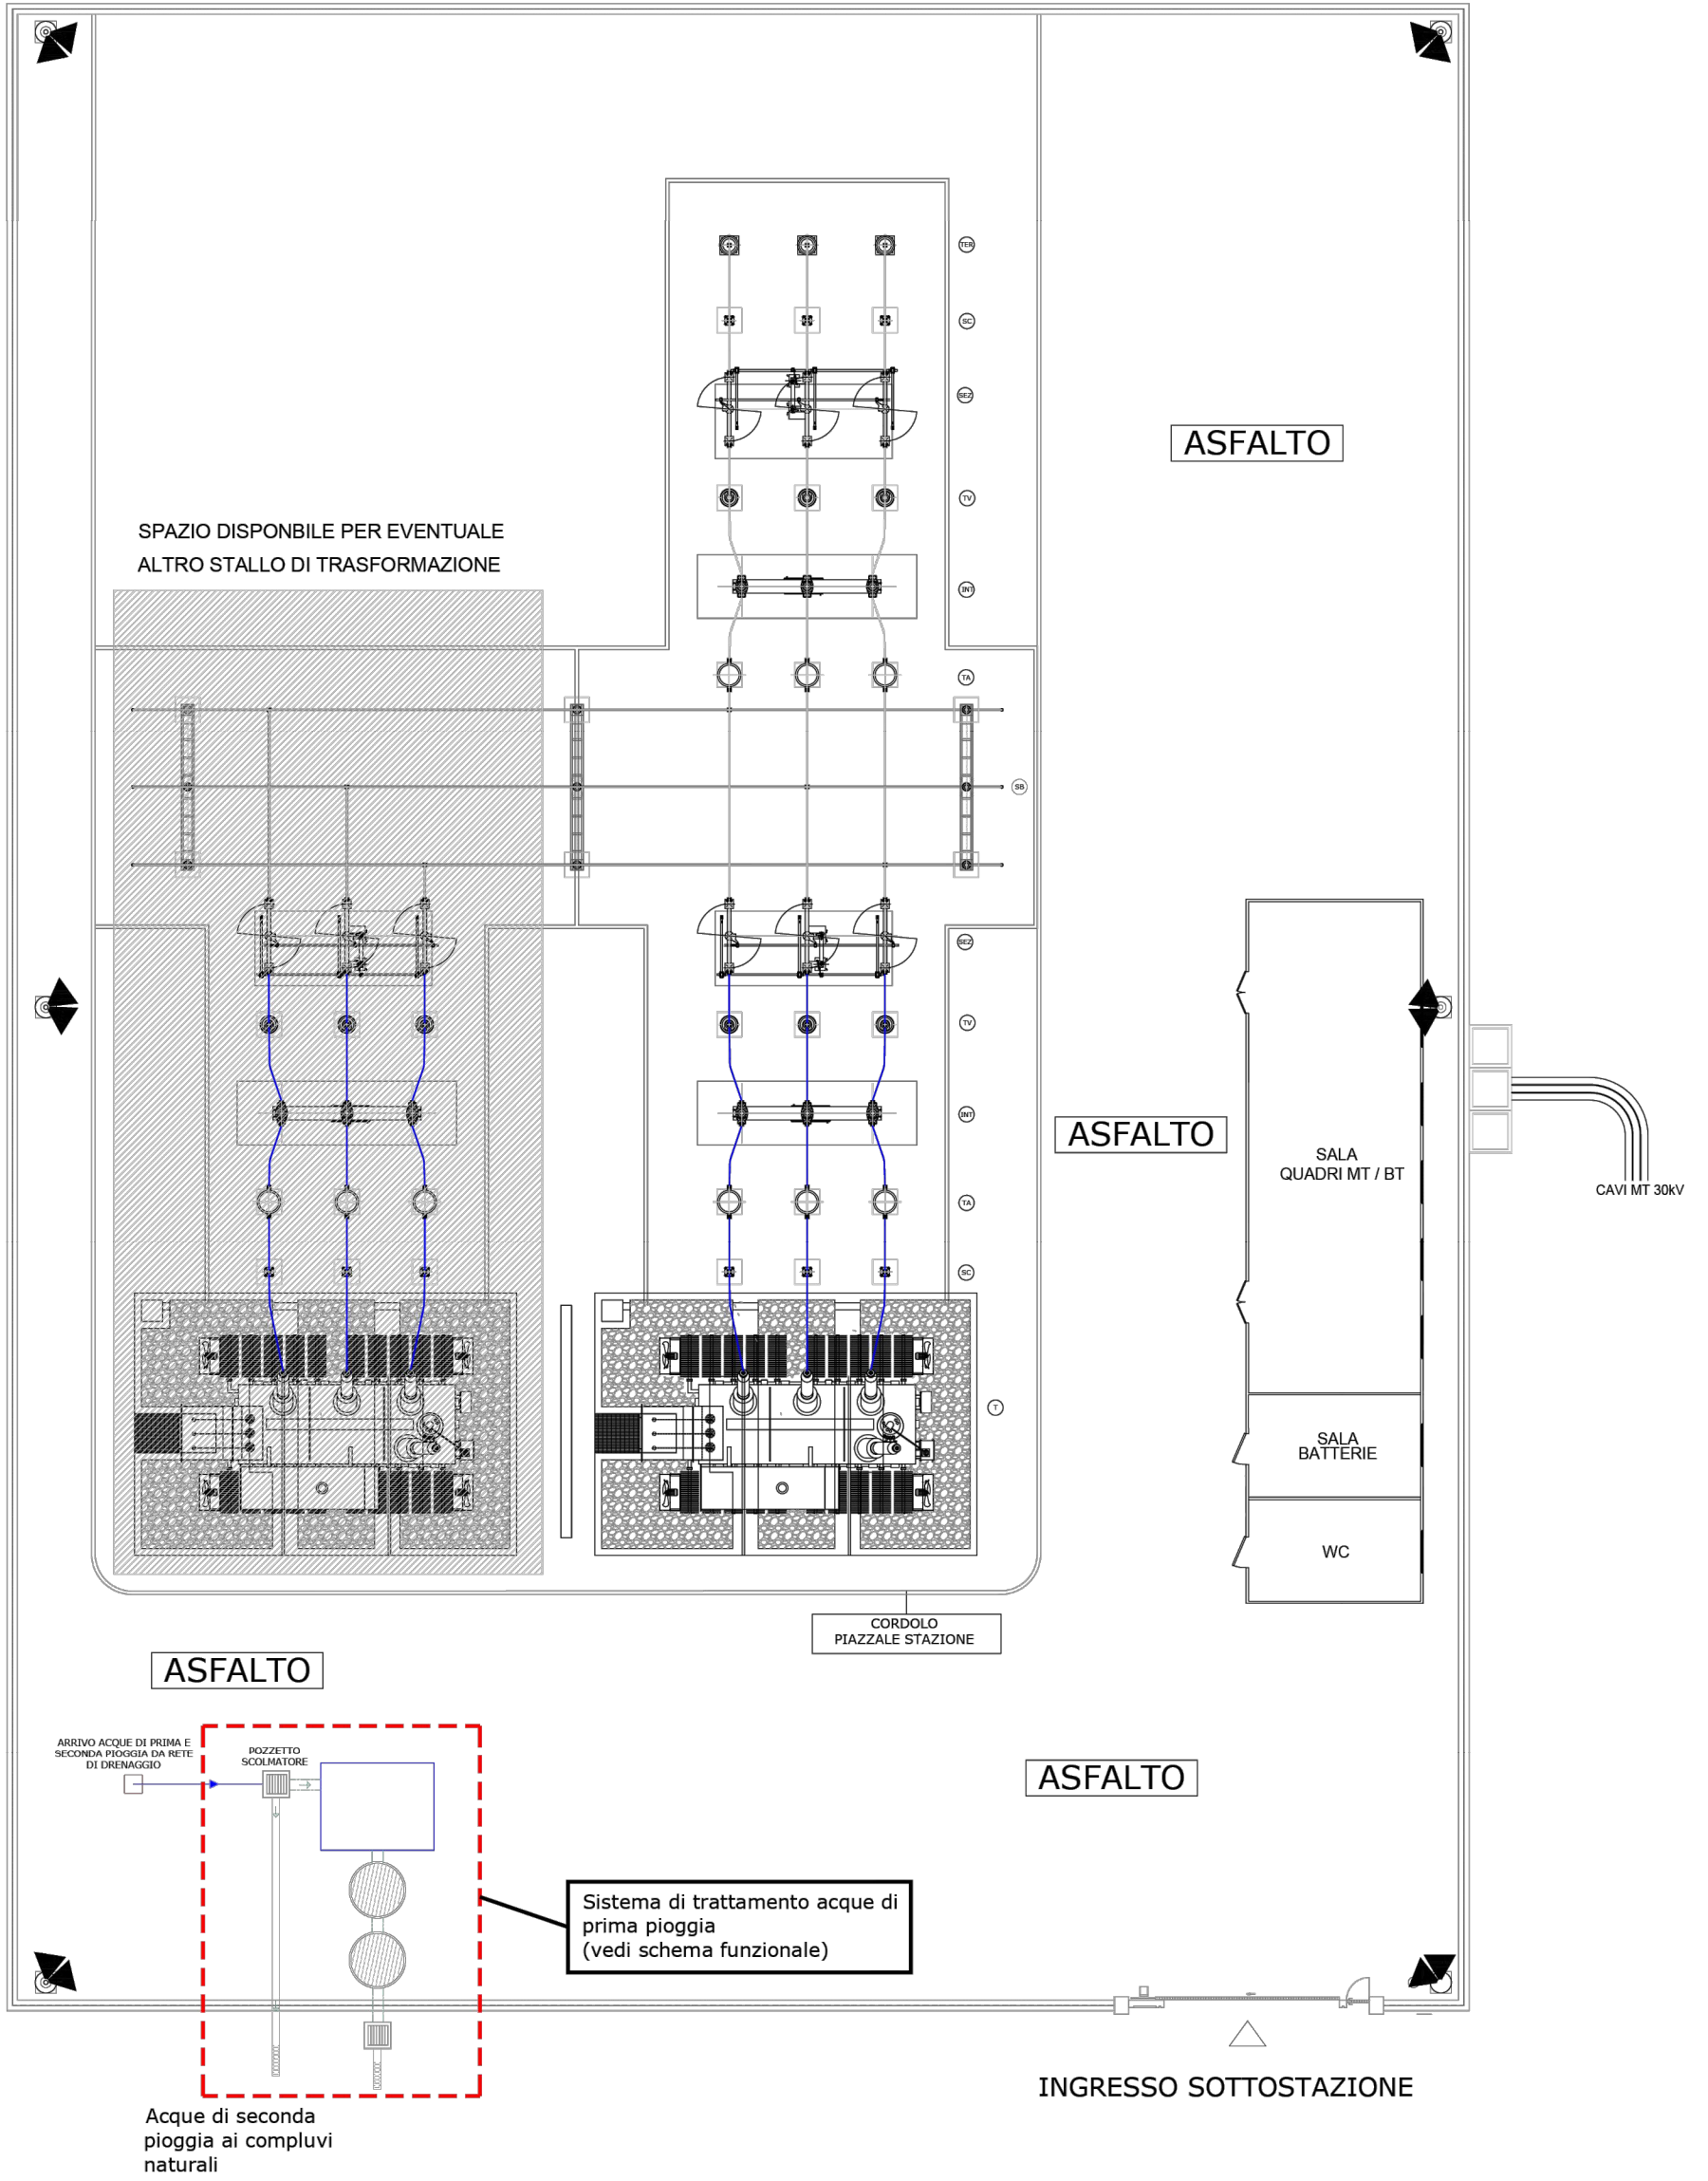 TER
SC
SEZ
ASFALTO
TV
SPAZIO DISPONBILE PER EVENTUALE
ALTRO STALLO DI TRASFORMAZIONE
INT
TA
SB
SEZ
TV
INT
ASFALTO
SALA
QUADRI MT / BT
CAVI MT 30kV
TA
SC
T
SALA
BATTERIE
WC
CORDOLO
PIAZZALE STAZIONE
ASFALTO
ARRIVO ACQUE DI PRIMA E
SECONDA PIOGGIA DA RETE
DI DRENAGGIO
POZZETTO
SCOLMATORE
ASFALTO
Sistema di trattamento acque di
prima pioggia
(vedi schema funzionale)
INGRESSO SOTTOSTAZIONE
Acque di seconda
pioggia ai compluvi
naturali